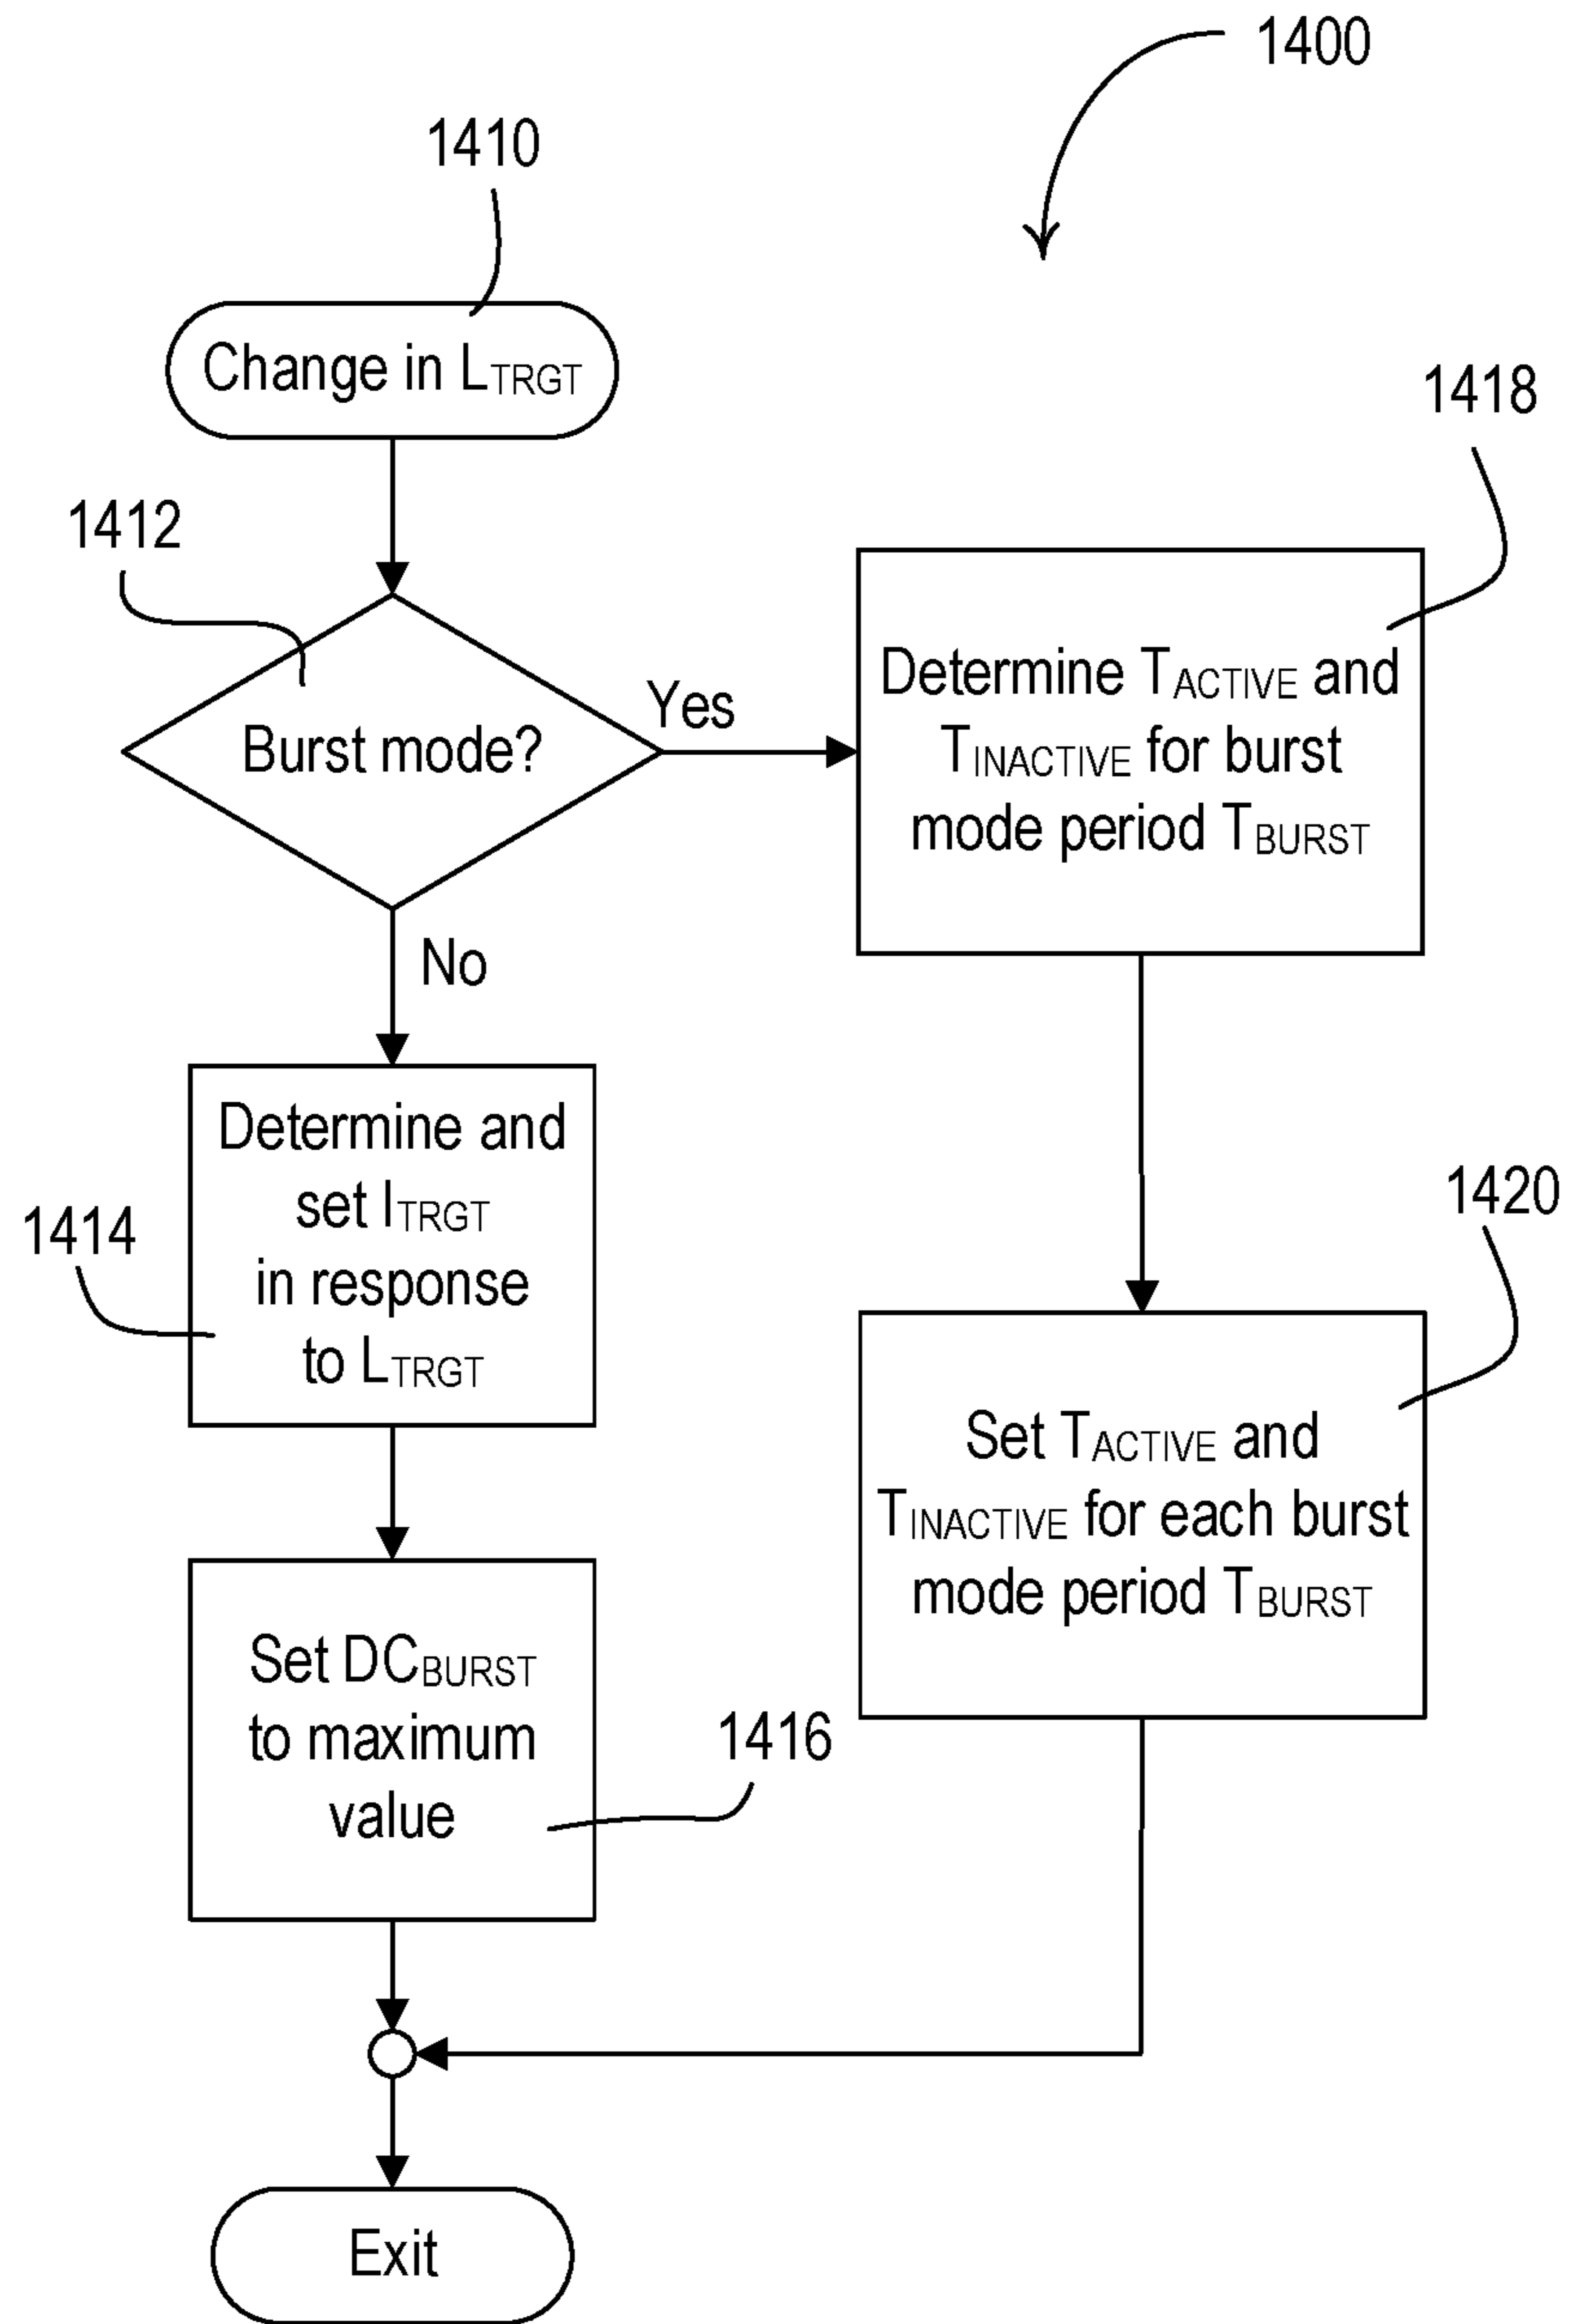 1400
1410
Change in LTRGT
1418
1412
Determine TACTIVE and
TINACTIVE for burst
mode period TBURST
Burst mode?
Yes
No
Determine and
set ITRGT
in response
to LTRGT
1414
1420
Set TACTIVE and
TINACTIVE for each burst
mode period TBURST
Set DCBURST
to maximum
value
1416
Exit